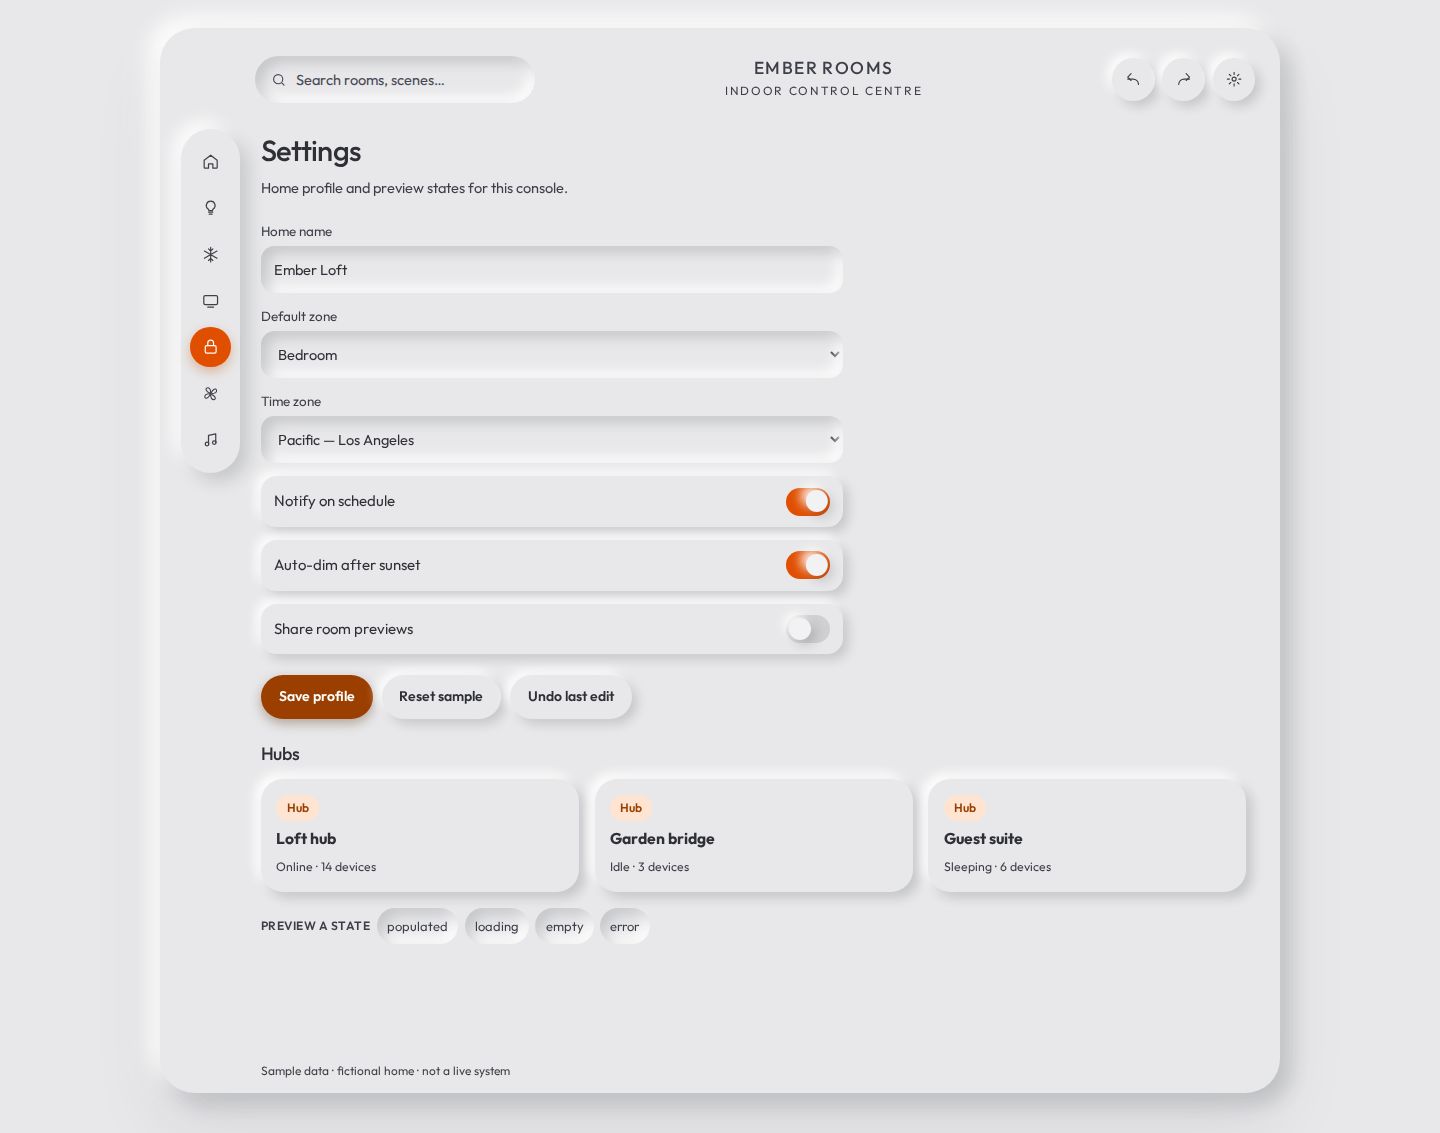 Search rooms, scenes...
EMBER ROOMS
INDOOR CONTROL CENTRE
Settings
Home profile and preview states for this console.
Home name
Ember Loft
Default zone
Bedroom
Time zone
Pacific — Los Angeles
Notify on schedule
Auto-dim after sunset
Share room previews
Save profile Reset sample Undo last edit
Hubs
Hub
Loft hub
Online · 14 devices
Hub
Garden bridge
Idle · 3 devices
Hub
Guest suite
Sleeping · 6 devices
PREVIEW A STATE populated loading empty error
Sample data · fictional home · not a live system